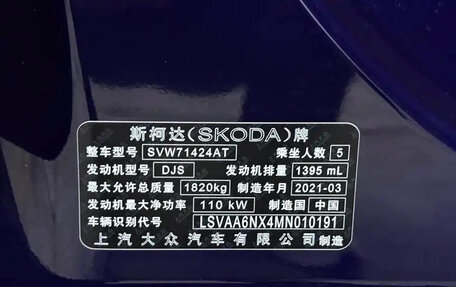 斯柯达(SKODA)牌
整车型号 SVW71424AT 乘坐人数 5
发动机型号 DJS 发动机排量 1395 mL
最大允许总质量 1820kg 制造年月 2021-03
发动机最大净功率 110 kW 制造国 中国
车辆识别代号 LSVAA6NX4MN010191
上汽大众汽车有限公司制造